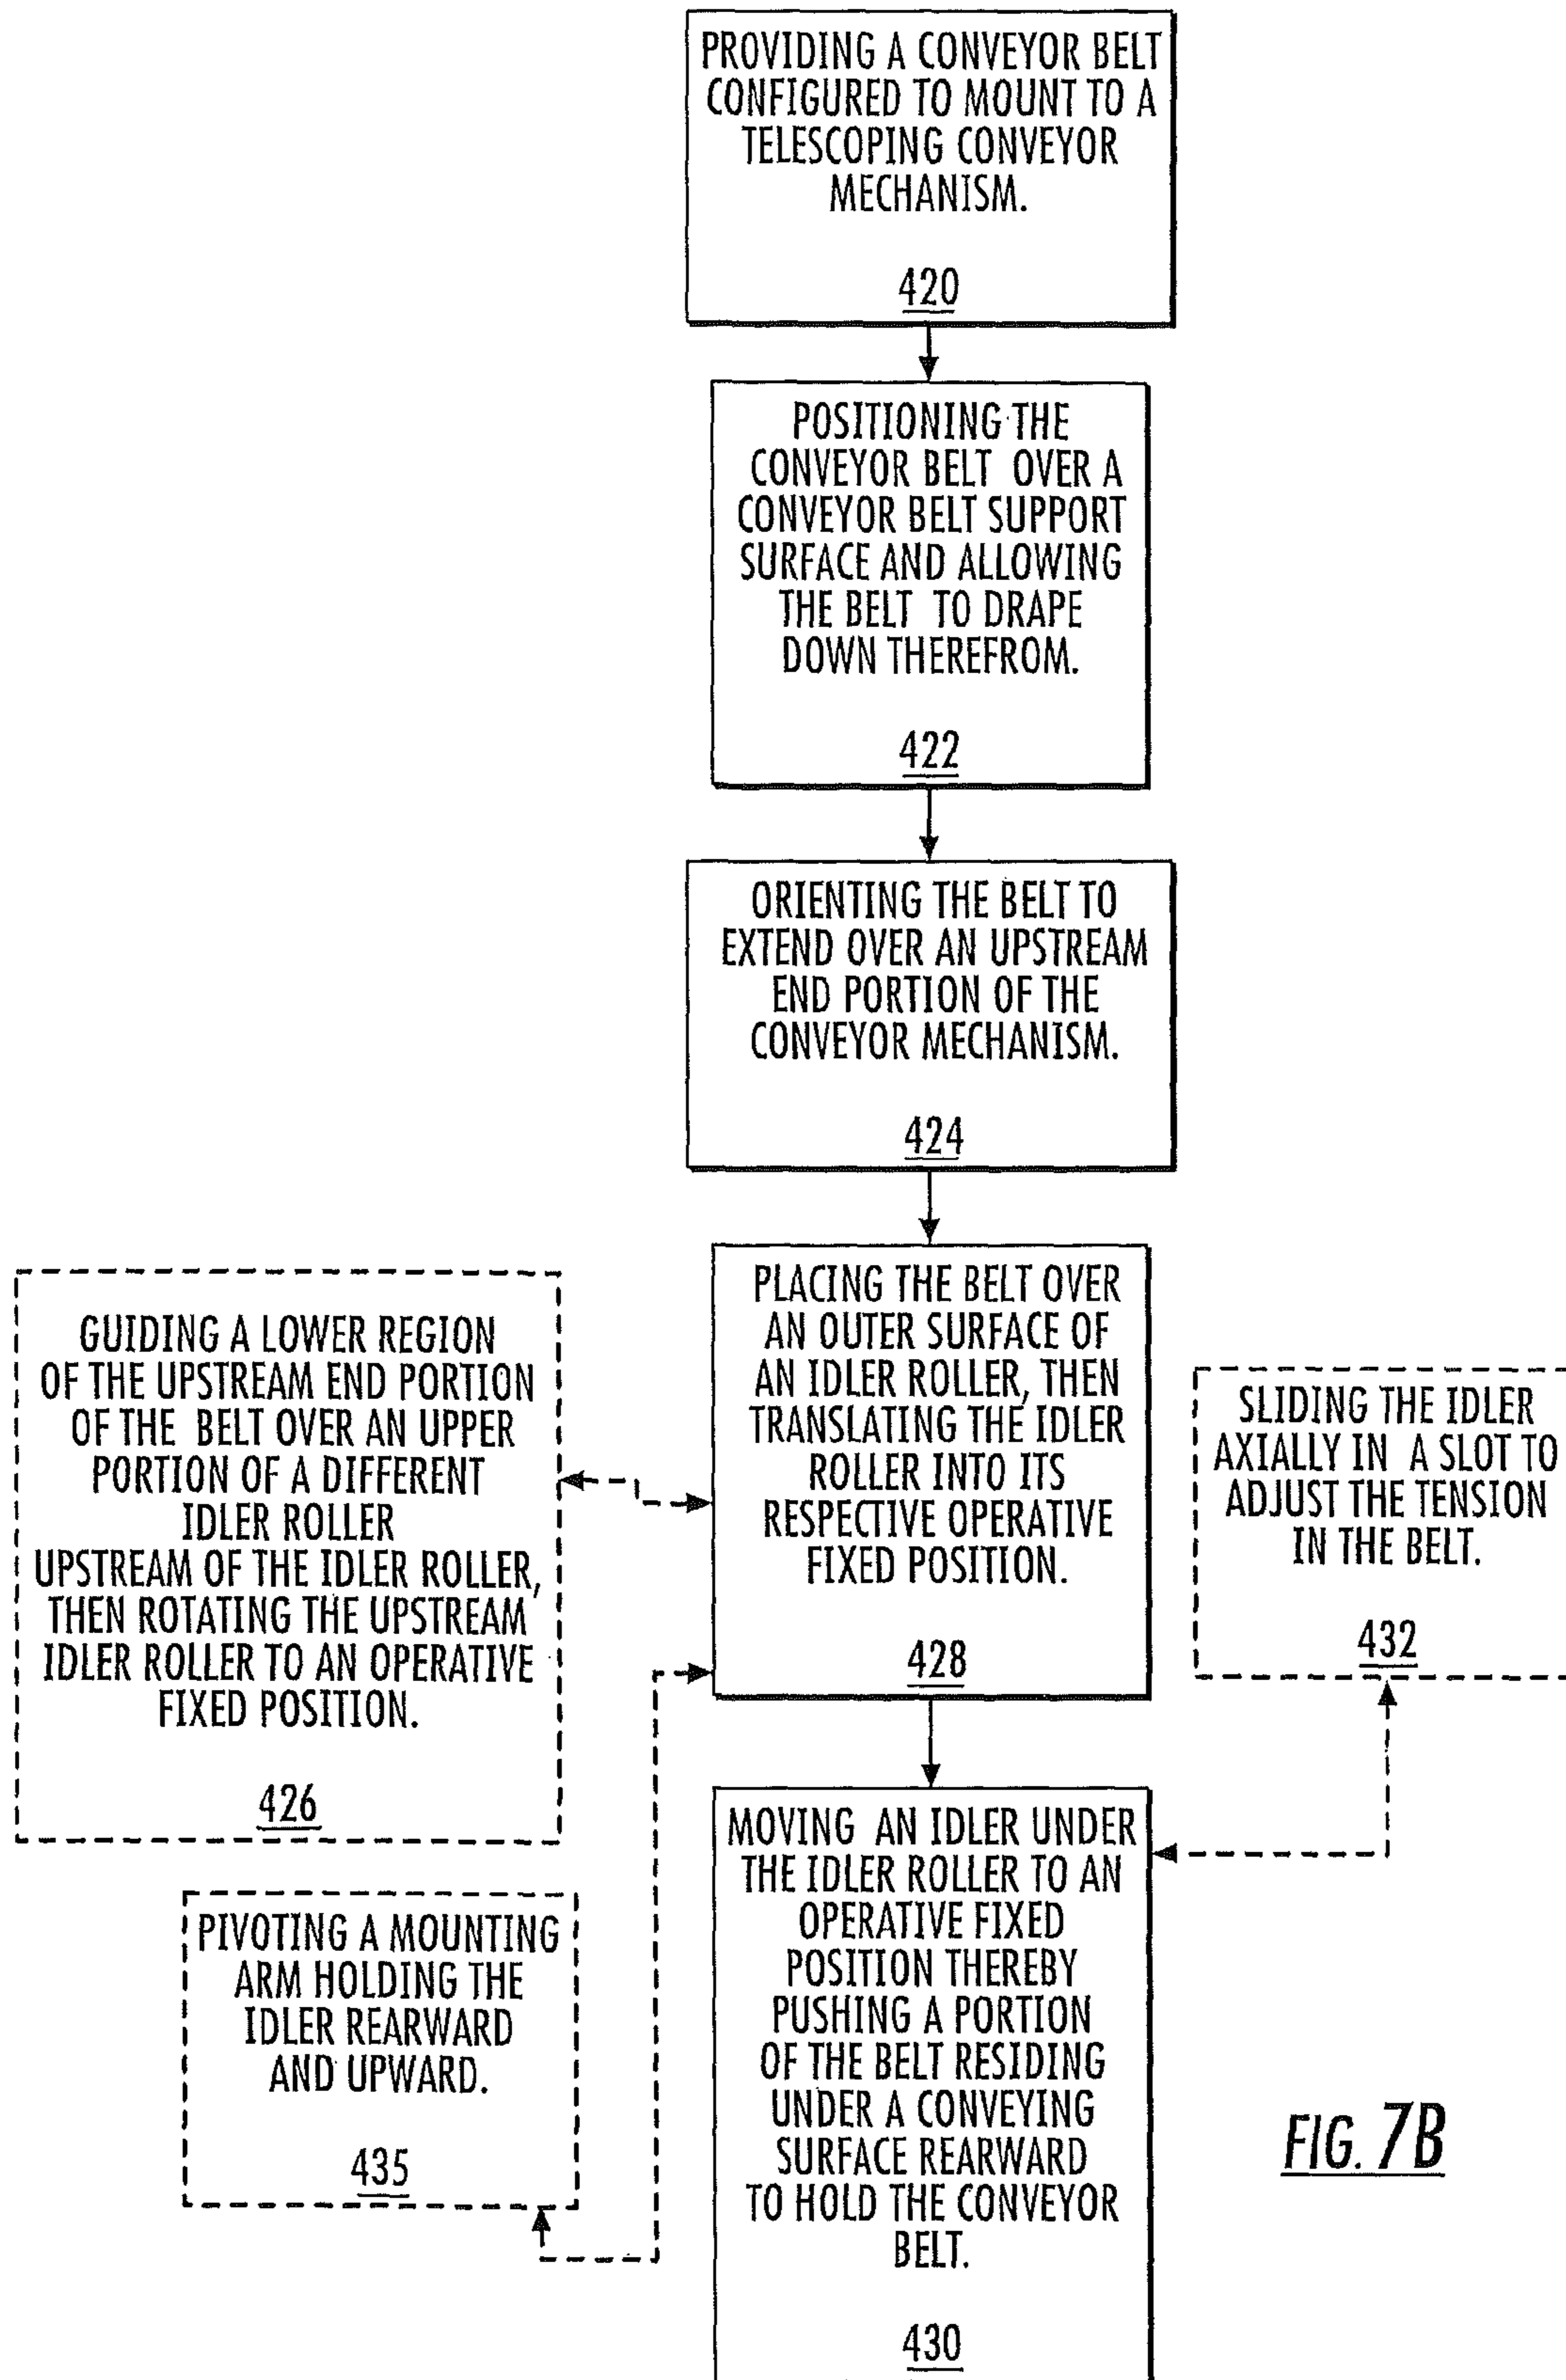 PROVIDING A CONVEYOR BELT
CONFIGURED TO MOUNT TO A
TELESCOPING CONVEYOR
MECHANISM.
420
POSITIONING THE
CONVEYOR BELT OVER A
CONVEYOR BELT SUPPORT
SURFACE AND ALLOWING
THE BELT TO DRAPE
DOWN THEREFROM.
422
ORIENTING THE BELT TO
EXTEND OVER AN UPSTREAM
END PORTION OF THE
CONVEYOR MECHANISM.
424
GUIDING A LOWER REGION
OF THE UPSTREAM END PORTION
OF THE BELT OVER AN UPPER
PORTION OF A DIFFERENT
IDLER ROLLER
UPSTREAM OF THE IDLER ROLLER,
THEN ROTATING THE UPSTREAM
IDLER ROLLER TO AN OPERATIVE
FIXED POSITION.
426
PLACING THE BELT OVER
AN OUTER SURFACE OF
AN IDLER ROLLER, THEN
TRANSLATING THE IDLER
ROLLER INTO ITS
RESPECTIVE OPERATIVE
FIXED POSITION.
428
SLIDING THE IDLER
AXIALLY IN A SLOT TO
ADJUST THE TENSION
IN THE BELT.
432
PIVOTING A MOUNTING
ARM HOLDING THE
IDLER REARWARD
AND UPWARD.
435
MOVING AN IDLER UNDER
THE IDLER ROLLER TO AN
OPERATIVE FIXED
POSITION THEREBY
PUSHING A PORTION
OF THE BELT RESIDING
UNDER A CONVEYING
SURFACE REARWARD
TO HOLD THE CONVEYOR
BELT.
430
FIG. 7B